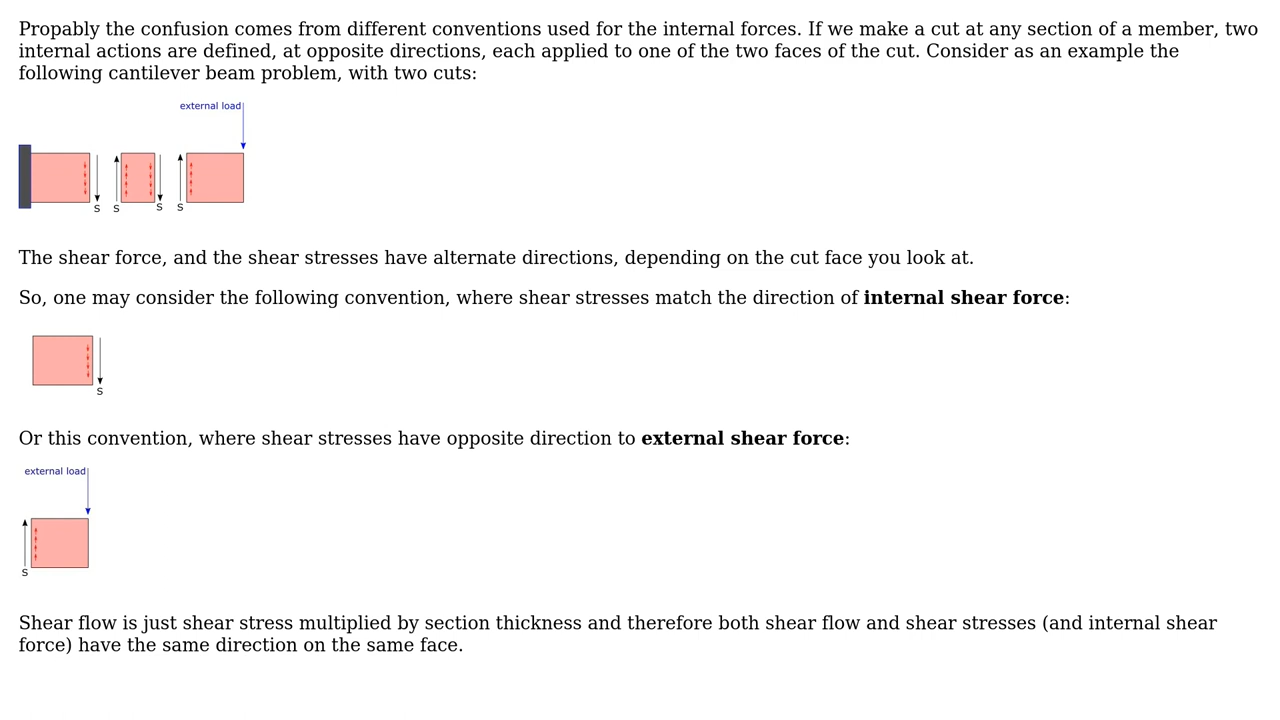 Propably the confusion comes from different conventions used for the internal forces. If we make a cut at any section of a member, two
internal actions are defined, at opposite directions, each applied to one of the two faces of the cut. Consider as an example the
following cantilever beam problem, with two cuts:
external load
S S S S
The shear force, and the shear stresses have alternate directions, depending on the cut face you look at.
So, one may consider the following convention, where shear stresses match the direction of internal shear force:
S
Or this convention, where shear stresses have opposite direction to external shear force:
external load
S
Shear flow is just shear stress multiplied by section thickness and therefore both shear flow and shear stresses (and internal shear
force) have the same direction on the same face.